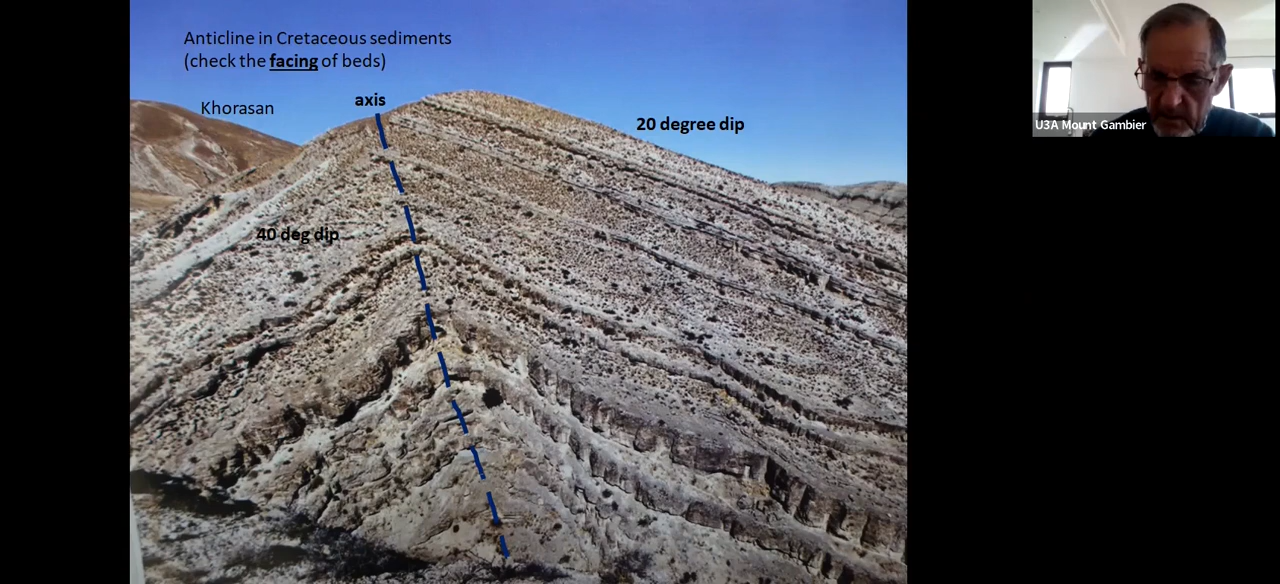 Anticline in Cretaceous sediments
(check the facing of beds)
Khorasan
axis
20 degree dip
40 deg dip
U3A Mount Gambier